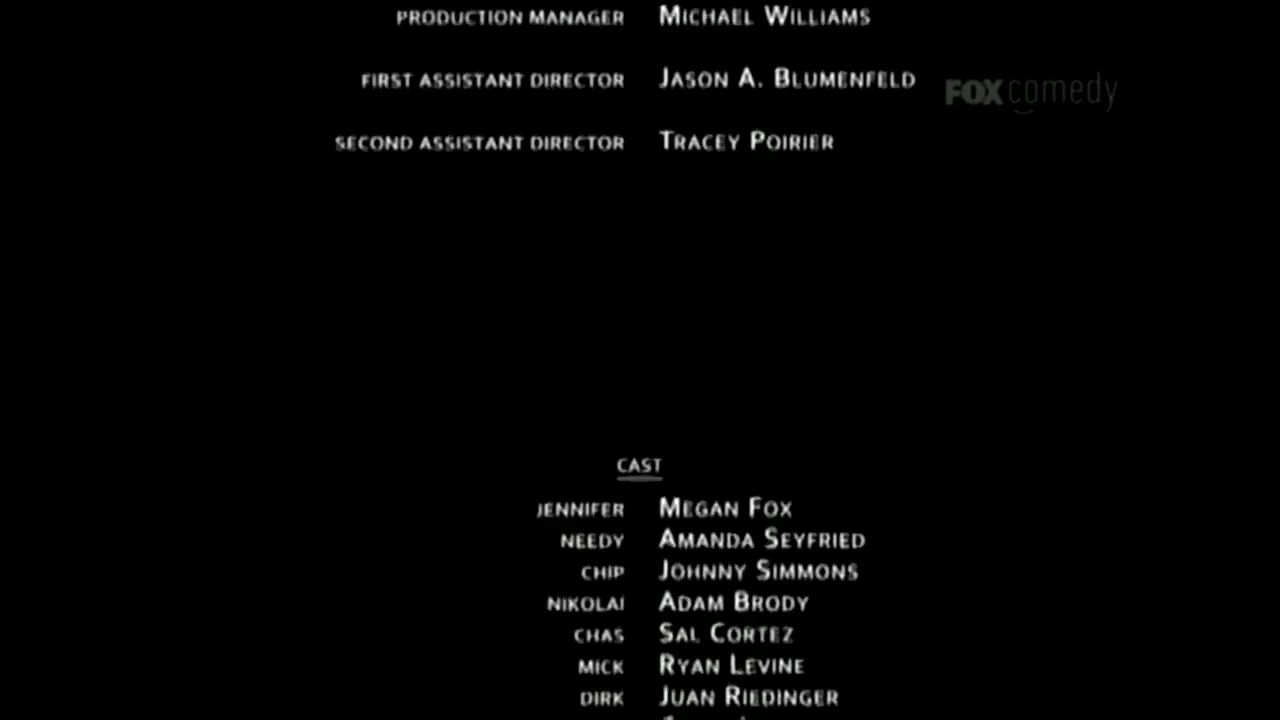 PRODUCTION MANAGER MICHAEL WILLIAMS
FIRST ASSISTANT DIRECTOR JASON A. BLUMENFELD
FOX comedy
SECOND ASSISTANT DIRECTOR TRACEY POIRIER
CAST
JENNIFER MEGAN FOX
NEEDY AMANDA SEYFRIED
CHIP JOHNNY SIMMONS
NIKOLAI ADAM BRODY
CHAS SAL CORTEZ
MICK RYAN LEVINE
DIRK JUAN RIEDINGER